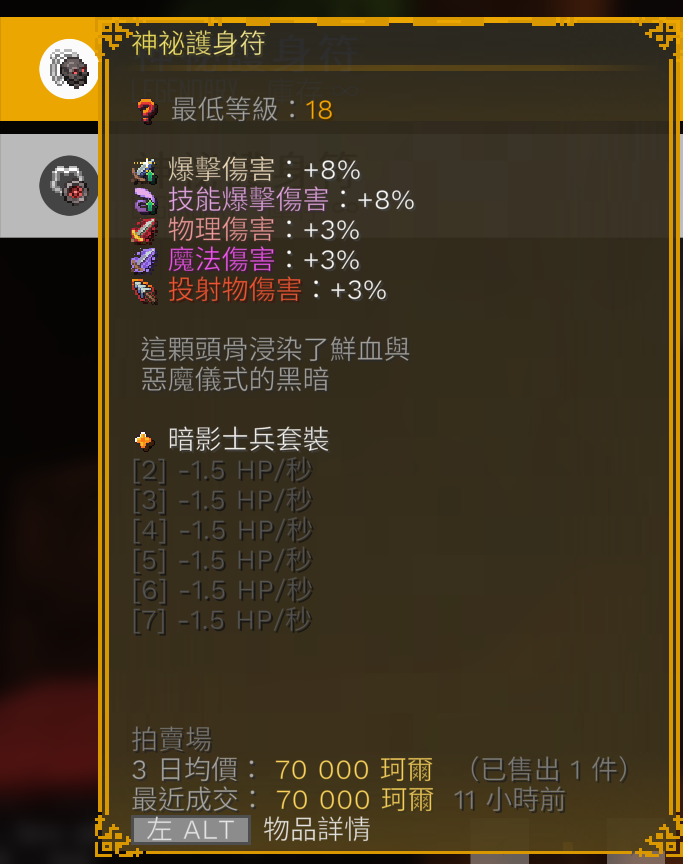 神祕護身符
最低等級：18
爆擊傷害：+8%
技能爆擊傷害：+8%
物理傷害：+3%
魔法傷害：+3%
投射物傷害：+3%
這顆頭骨浸染了鮮血與
惡魔儀式的黑暗
暗影士兵套裝
[2] -1.5 HP/秒
[3] -1.5 HP/秒
[4] -1.5 HP/秒
[5] -1.5 HP/秒
[6] -1.5 HP/秒
[7] -1.5 HP/秒
拍賣場
3 日均價： 70 000 珂爾 （已售出 1 件）
最近成交： 70 000 珂爾 11 小時前
左 ALT 物品詳情